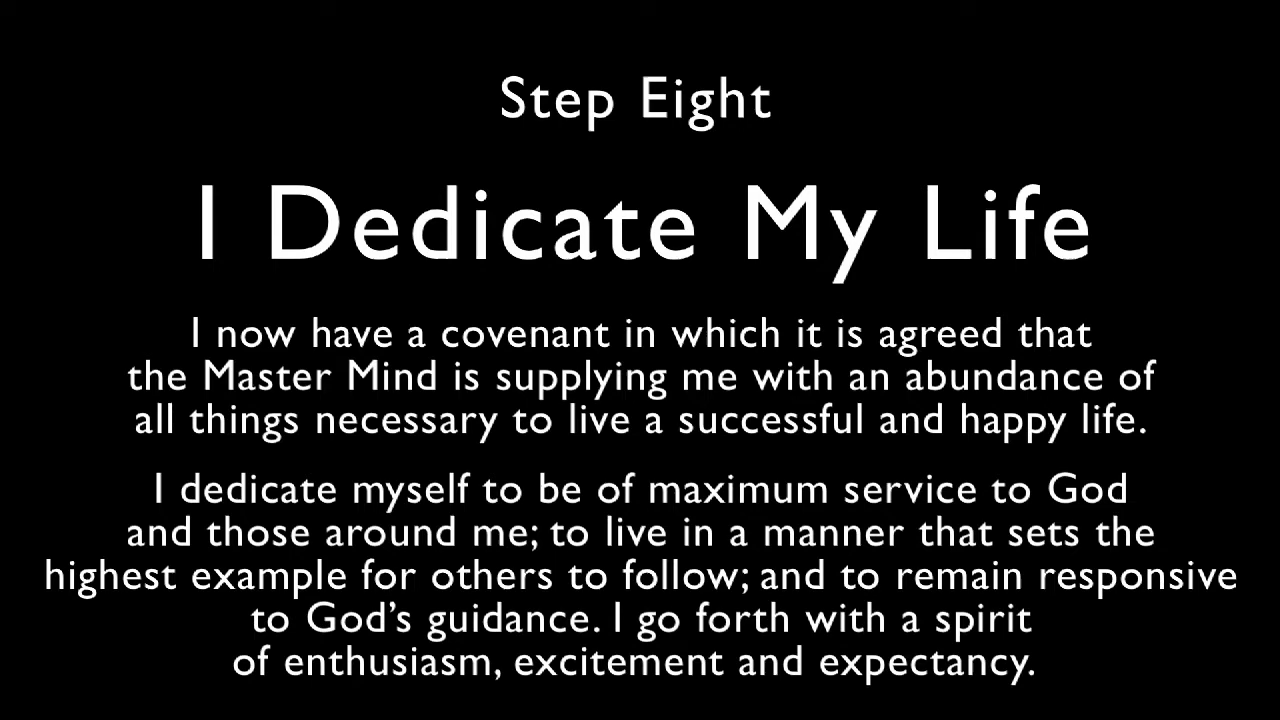 Step Eight
I Dedicate My Life
I now have a covenant in which it is agreed that
the Master Mind is supplying me with an abundance of
all things necessary to live a successful and happy life.
I dedicate myself to be of maximum service to God
and those around me; to live in a manner that sets the
highest example for others to follow; and to remain responsive
to God’s guidance. I go forth with a spirit
of enthusiasm, excitement and expectancy.